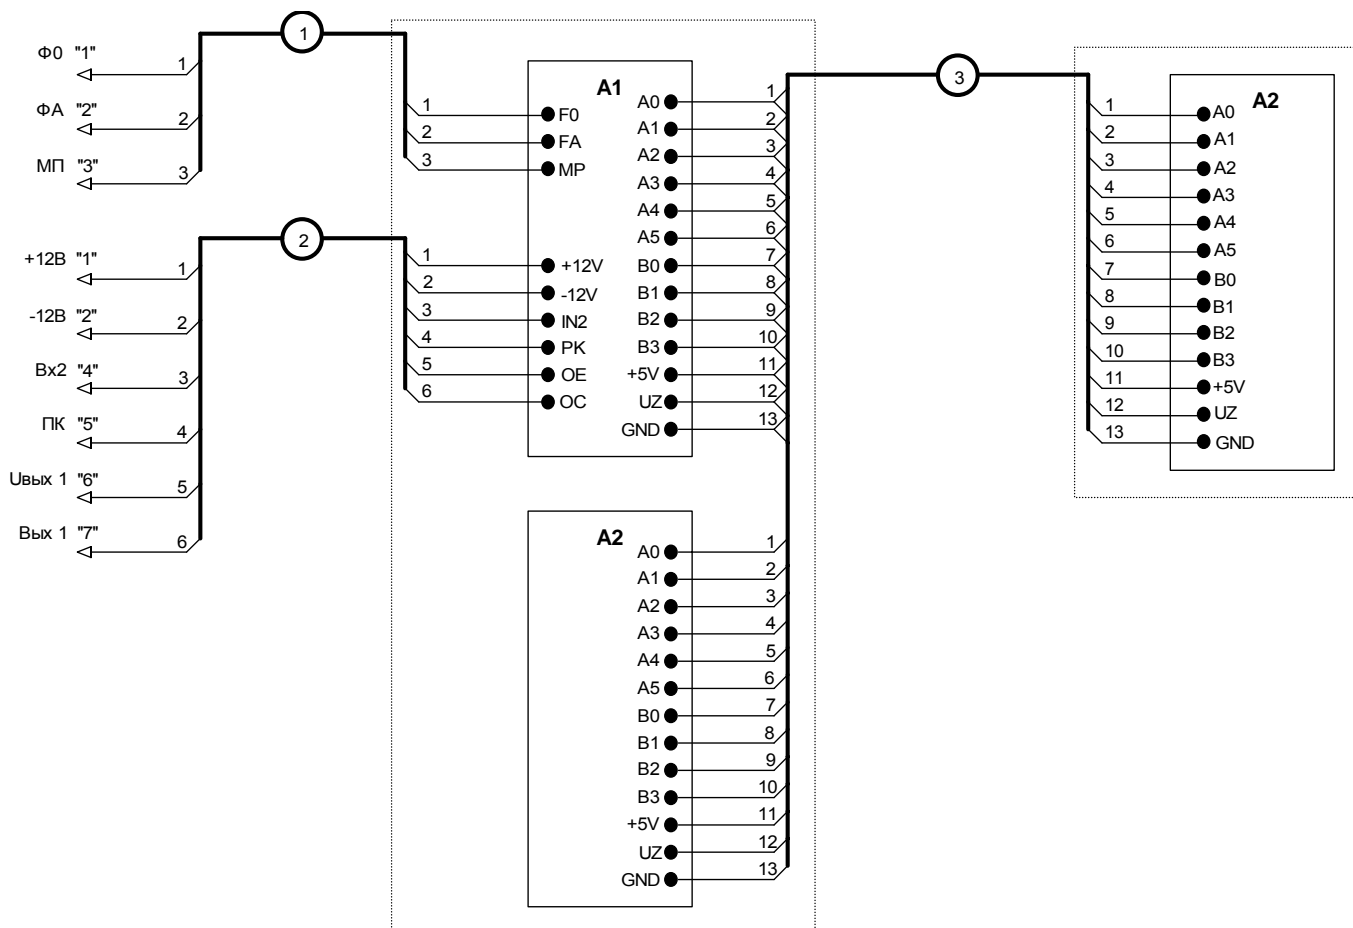 Ф0 "1"
1
ФА "2"
2
МП "3"
3
1
1
F0
2
FA
3
MP
+12В "1"
1
-12В "2"
2
Вх2 "4"
3
ПК "5"
4
Uвых 1 "6"
5
Вых 1 "7"
6
2
1
+12V
2
-12V
3
IN2
4
PK
5
OE
6
OC
A1
A0
1
A1
2
A2
3
A3
4
A4
5
A5
6
B0
7
B1
8
B2
9
B3
10
+5V
11
UZ
12
GND
13
A2
A0
1
A1
2
A2
3
A3
4
A4
5
A5
6
B0
7
B1
8
B2
9
B3
10
+5V
11
UZ
12
GND
13
3
A2
1
A0
2
A1
3
A2
4
A3
5
A4
6
A5
7
B0
8
B1
9
B2
10
B3
11
+5V
12
UZ
13
GND